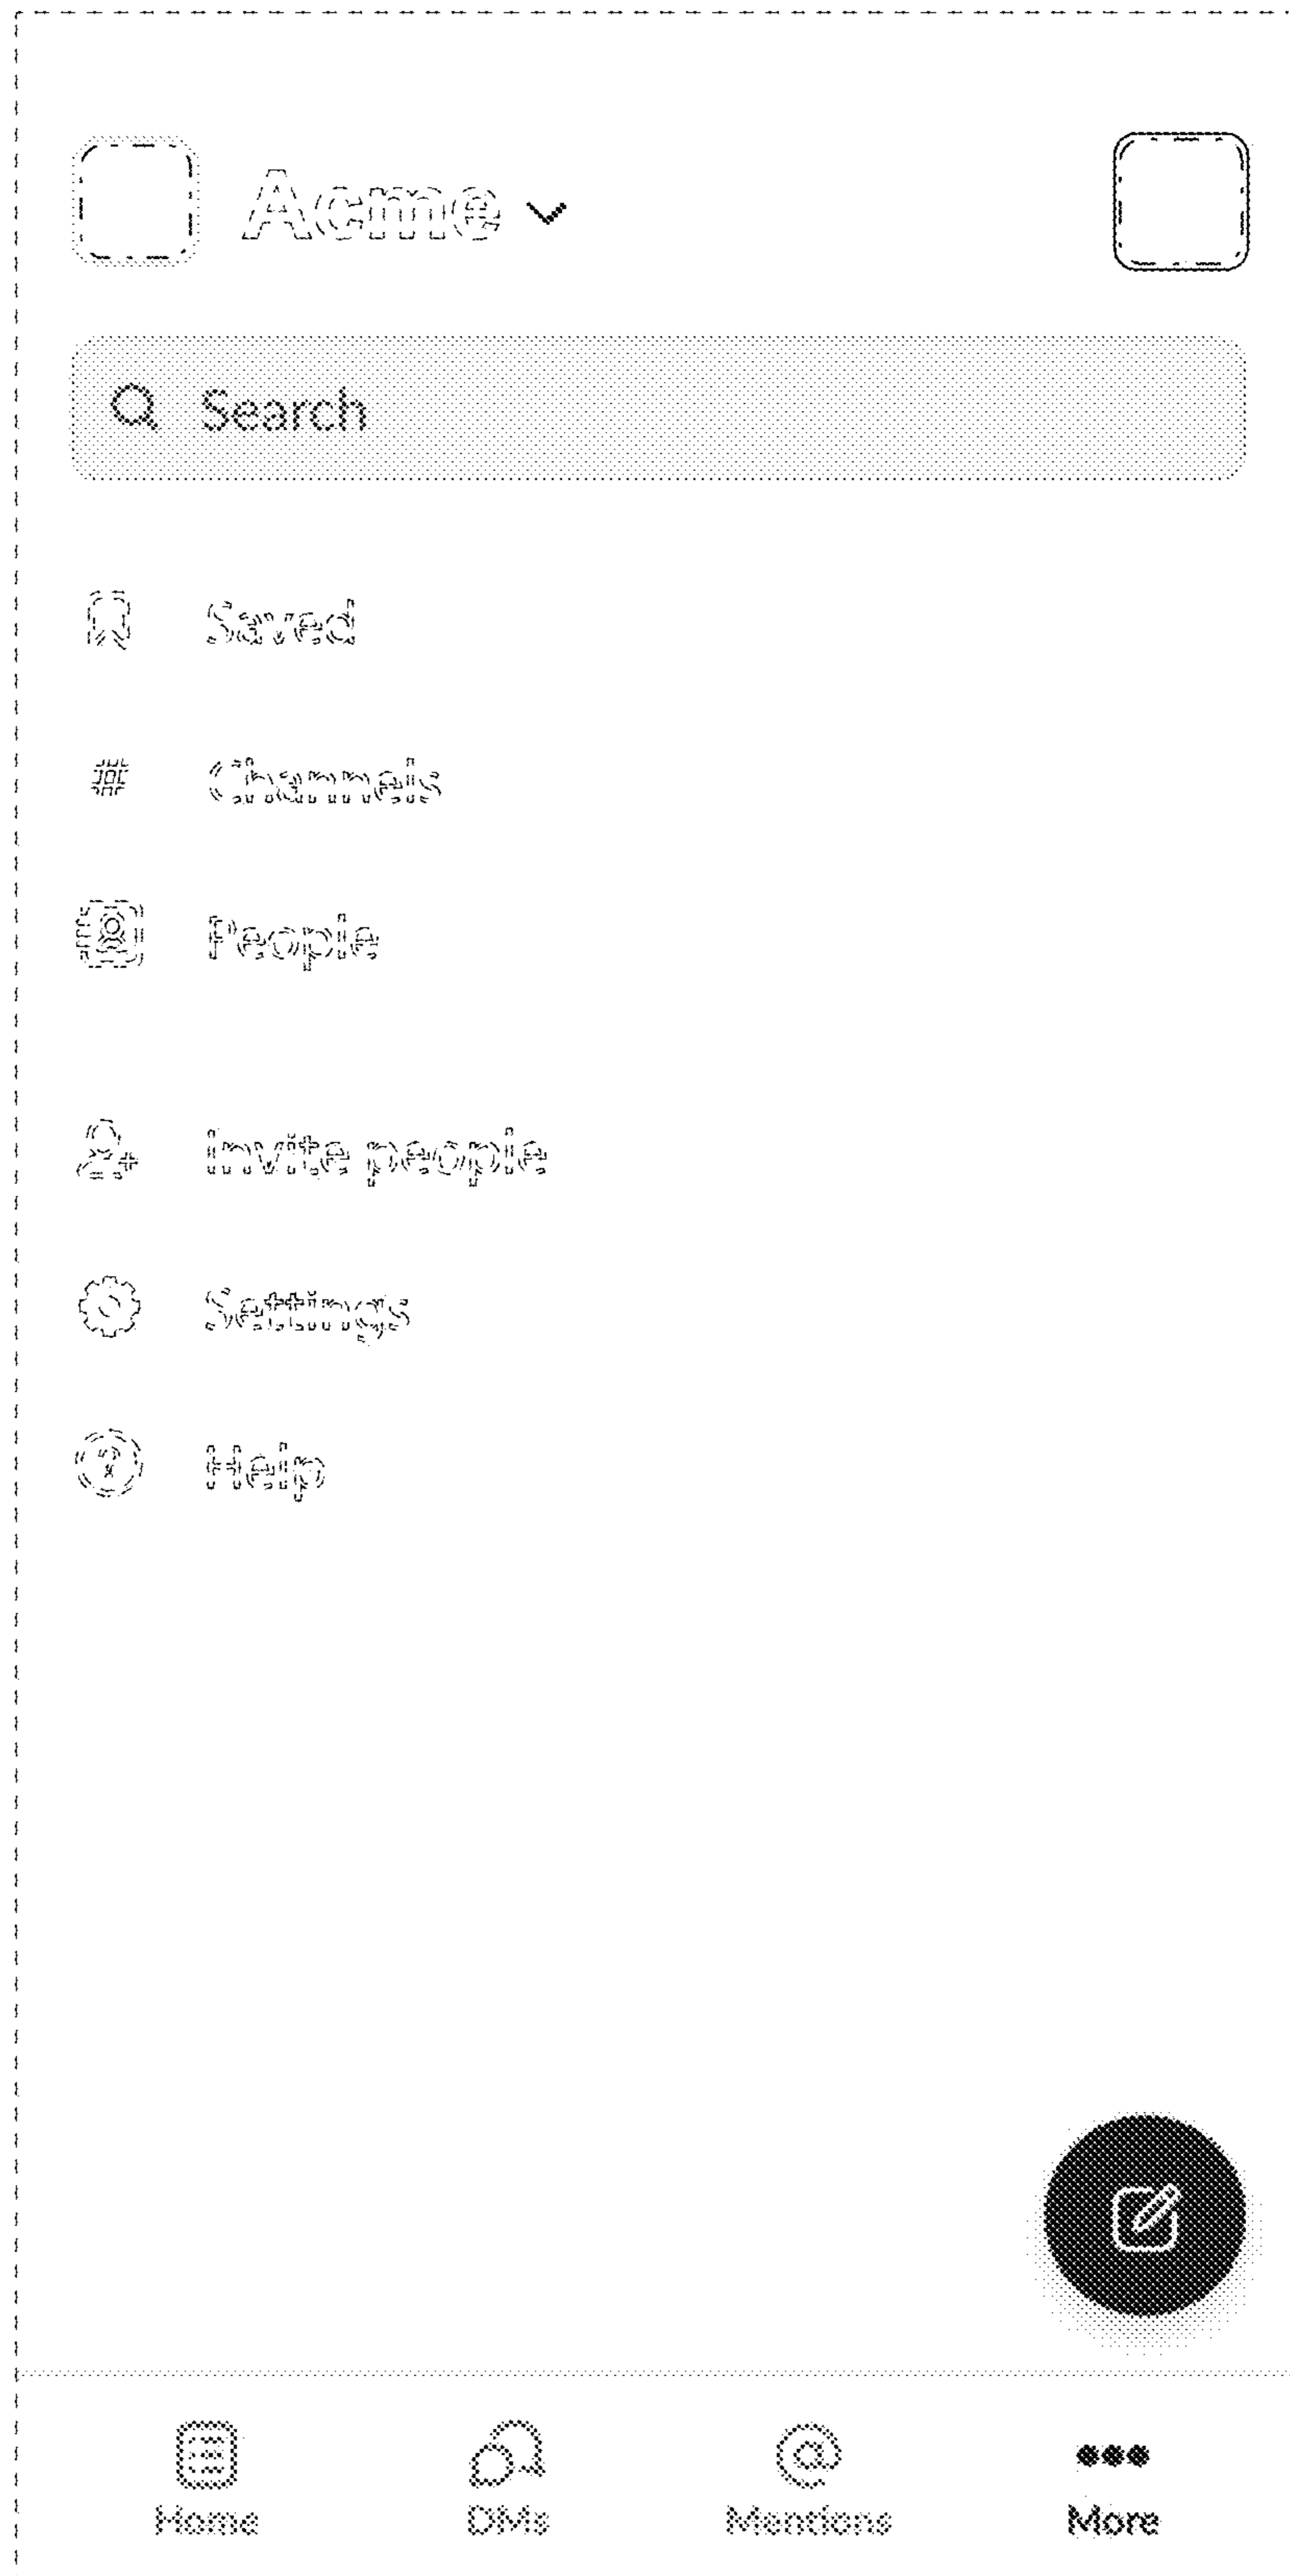 Acme
Search
Saved
Channels
People
Invite people
Settings
Help
Home
DMs
Mentions
More